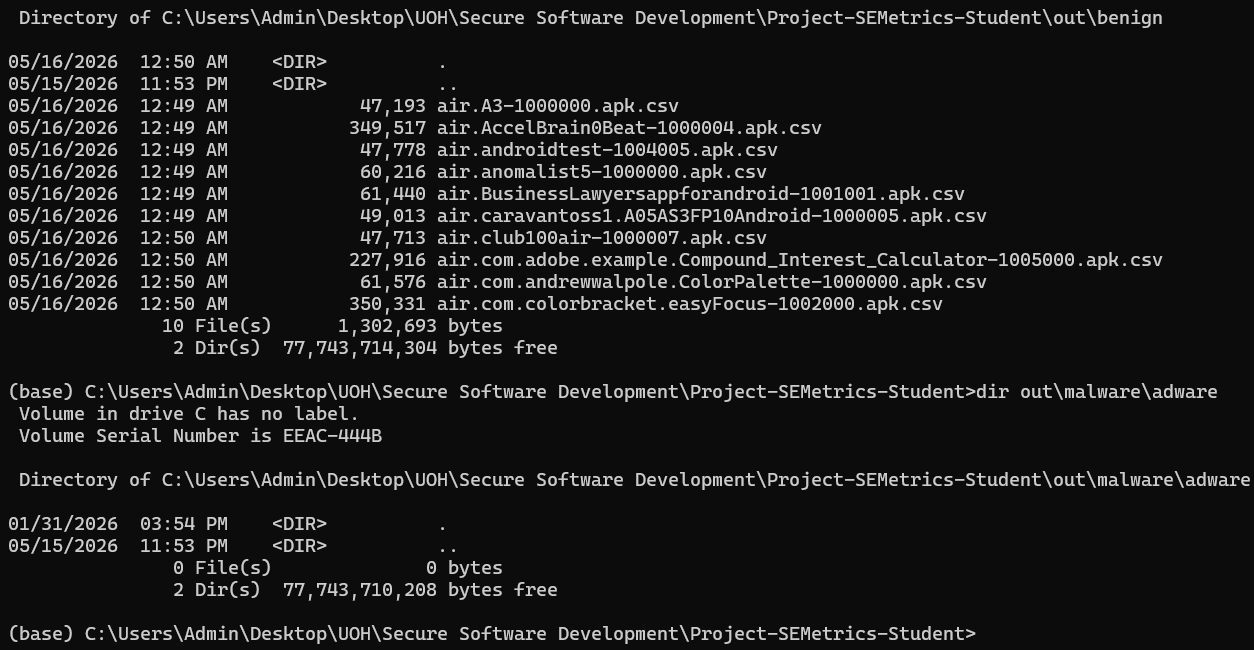 Directory of C:\Users\Admin\Desktop\UOH\Secure Software Development\Project-SEMetrics-Student\out\benign
05/16/2026  12:50 AM    <DIR>          .
05/15/2026  11:53 PM    <DIR>          ..
05/16/2026  12:49 AM            47,193 air.A3-1000000.apk.csv
05/16/2026  12:49 AM           349,517 air.AccelBrain0Beat-1000004.apk.csv
05/16/2026  12:49 AM            47,778 air.androidtest-1004005.apk.csv
05/16/2026  12:49 AM            60,216 air.anomalist5-1000000.apk.csv
05/16/2026  12:49 AM            61,440 air.BusinessLawyersappforandroid-1001001.apk.csv
05/16/2026  12:49 AM            49,013 air.caravantoss1.A05AS3FP10Android-1000005.apk.csv
05/16/2026  12:50 AM            47,713 air.club100air-1000007.apk.csv
05/16/2026  12:50 AM           227,916 air.com.adobe.example.Compound_Interest_Calculator-1005000.apk.csv
05/16/2026  12:50 AM            61,576 air.com.andrewwalpole.ColorPalette-1000000.apk.csv
05/16/2026  12:50 AM           350,331 air.com.colorbracket.easyFocus-1002000.apk.csv
              10 File(s)      1,302,693 bytes
               2 Dir(s)  77,743,714,304 bytes free
(base) C:\Users\Admin\Desktop\UOH\Secure Software Development\Project-SEMetrics-Student>dir out\malware\adware
 Volume in drive C has no label.
 Volume Serial Number is EEAC-444B
 Directory of C:\Users\Admin\Desktop\UOH\Secure Software Development\Project-SEMetrics-Student\out\malware\adware
01/31/2026  03:54 PM    <DIR>          .
05/15/2026  11:53 PM    <DIR>          ..
               0 File(s)              0 bytes
               2 Dir(s)  77,743,710,208 bytes free
(base) C:\Users\Admin\Desktop\UOH\Secure Software Development\Project-SEMetrics-Student>